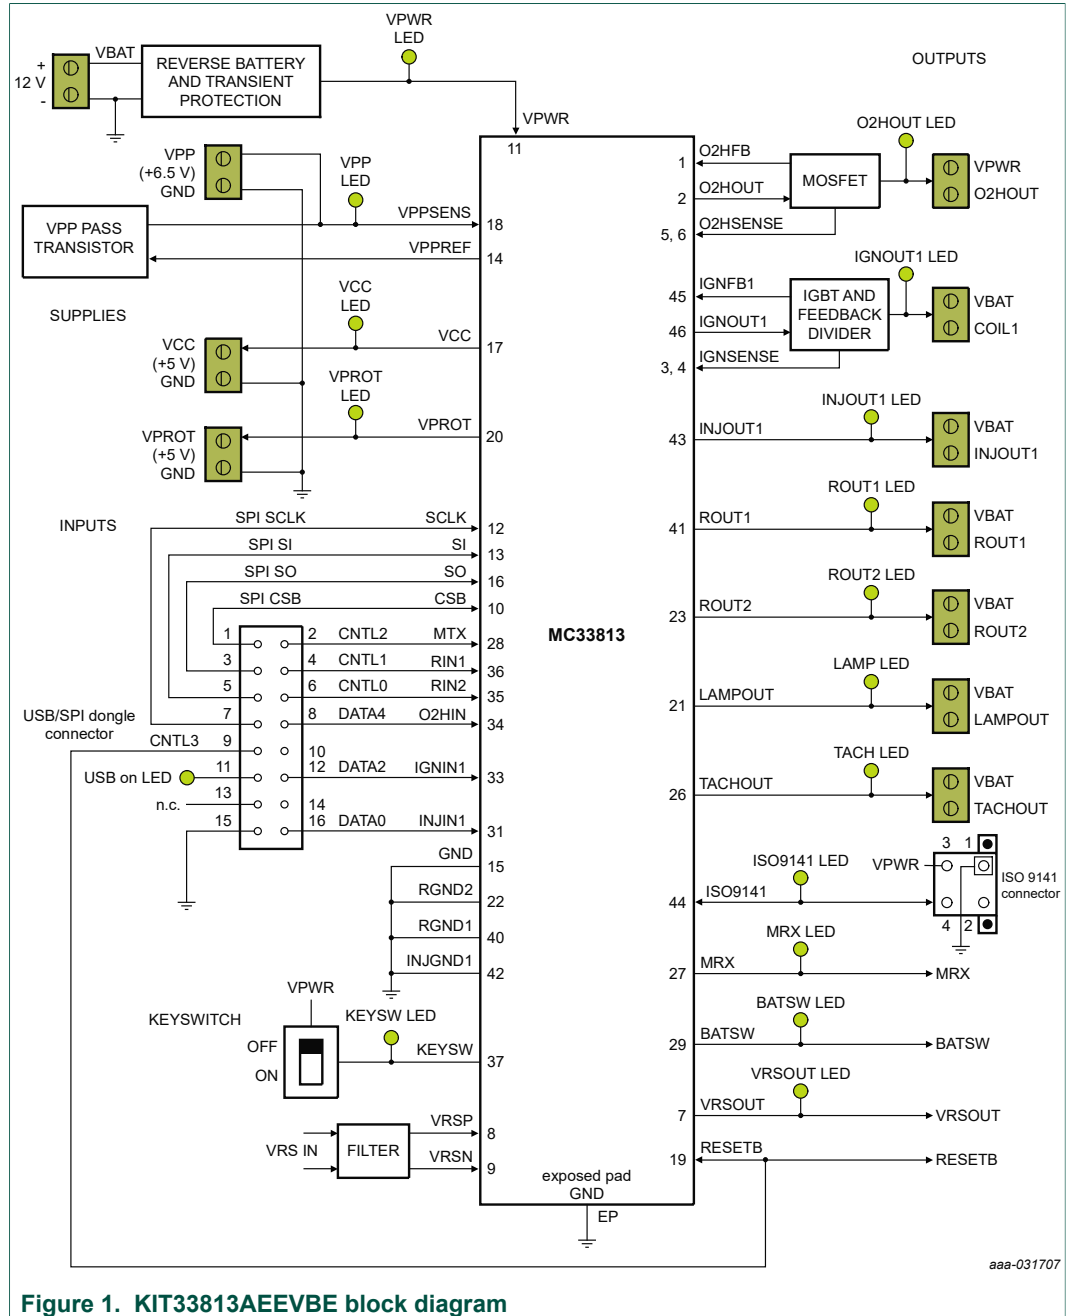 VPWR
LED
OUTPUTS
+
12 V
-
VBAT
REVERSE BATTERY
AND TRANSIENT
PROTECTION
VPWR
11
VPP
(+6.5 V)
GND
VPP
LED
VPP PASS
TRANSISTOR
VPPSENS
18
VPPREF
14
SUPPLIES
VCC
LED
VCC
(+5 V)
GND
VCC
17
VPROT
LED
VPROT
(+5 V)
GND
VPROT
20
INPUTS
SPI SCLK
SCLK
12
SPI SI
SI
13
SPI SO
SO
16
SPI CSB
CSB
10
1
2
CNTL2
MTX
28
3
4
CNTL1
RIN1
36
5
6
CNTL0
RIN2
35
USB/SPI dongle
connector
7
8
DATA4
O2HIN
34
CNTL3
9
10
USB on LED
11
12
DATA2
IGNIN1
33
n.c.
13
14
15
16
DATA0
INJIN1
31
GND
15
RGND2
22
RGND1
40
INJGND1
42
VPWR
KEYSWITCH
OFF
ON
KEYSW LED
KEYSW
37
VRS IN
FILTER
VRSP
8
VRSN
9
MC33813
exposed pad
GND
EP
O2HOUT LED
1
O2HFB
2
O2HOUT
5, 6
O2HSENSE
MOSFET
VPWR
O2HOUT
IGNOUT1 LED
45
IGNFB1
46
IGNOUT1
3, 4
IGNSENSE
IGBT AND
FEEDBACK
DIVIDER
VBAT
COIL1
INJOUT1 LED
43
INJOUT1
VBAT
INJOUT1
ROUT1 LED
41
ROUT1
VBAT
ROUT1
ROUT2 LED
23
ROUT2
VBAT
ROUT2
LAMP LED
21
LAMPOUT
VBAT
LAMPOUT
TACH LED
26
TACHOUT
VBAT
TACHOUT
ISO9141 LED
44
ISO9141
VPWR
3 1
4 2
ISO 9141
connector
MRX LED
27
MRX
MRX
BATSW LED
29
BATSW
BATSW
VRSOUT LED
7
VRSOUT
VRSOUT
19
RESETB
RESETB
aaa-031707
Figure 1. KIT33813AEEVBE block diagram